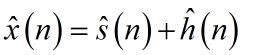 x̂(n) = ŝ(n) + ĥ(n)